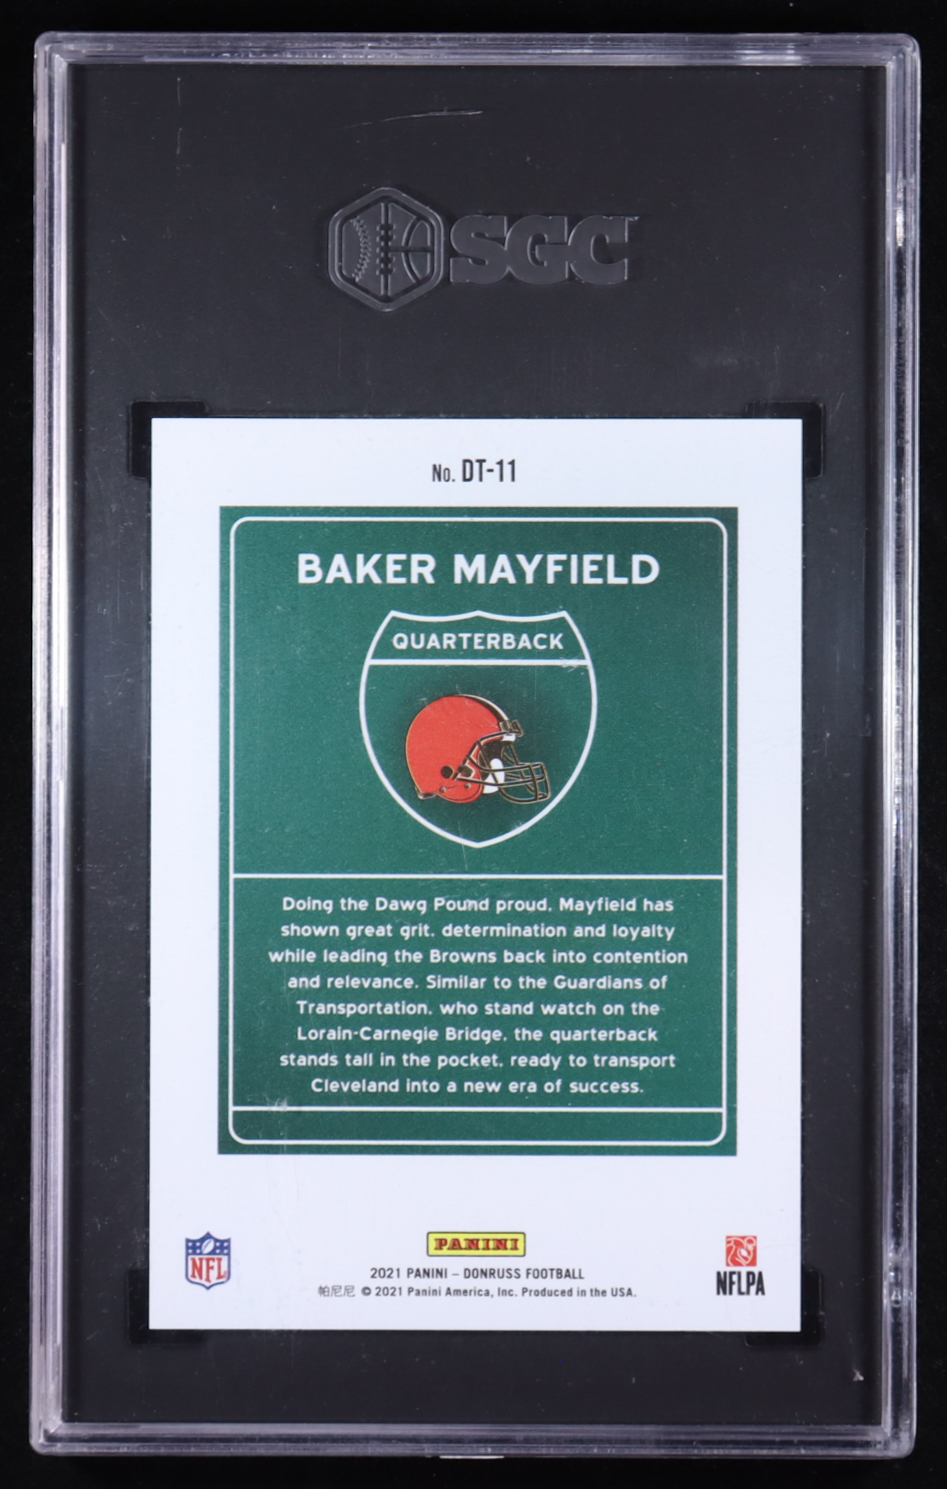 SGC
No. DT-11
BAKER MAYFIELD
QUARTERBACK
Doing the Dawg Pound proud, Mayfield has
shown great grit, determination and loyalty
while leading the Browns back into contention
and relevance. Similar to the Guardians of
Transportation, who stand watch on the
Lorain-Carnegie Bridge, the quarterback
stands tall in the pocket, ready to transport
Cleveland into a new era of success.
NFL
PANINI
2021 PANINI – DONRUSS FOOTBALL
帕尼尼 © 2021 Panini America, Inc. Produced in the USA.
NFLPA